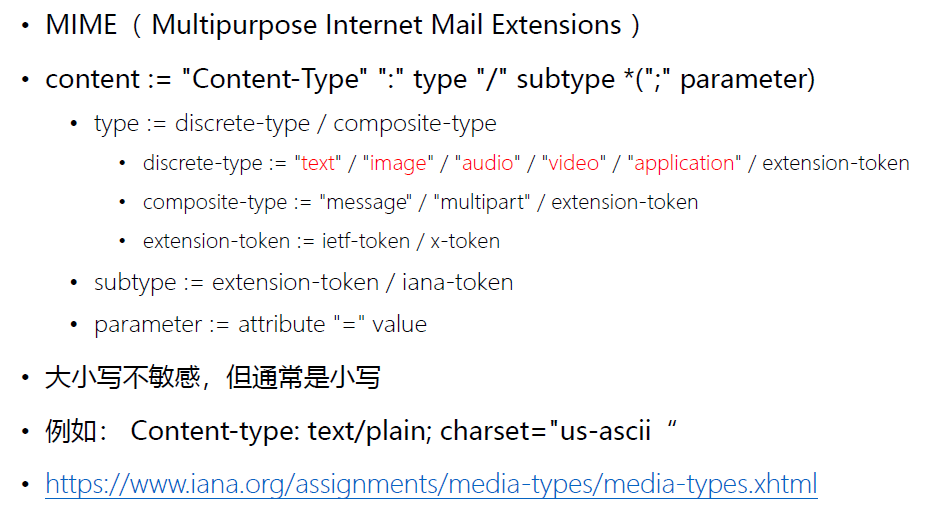 • MIME（ Multipurpose Internet Mail Extensions ）
• content := "Content-Type" ":" type "/" subtype *(";" parameter)
• type := discrete-type / composite-type
• discrete-type := "text" / "image" / "audio" / "video" / "application" / extension-token
• composite-type := "message" / "multipart" / extension-token
• extension-token := ietf-token / x-token
• subtype := extension-token / iana-token
• parameter := attribute "=" value
• 大小写不敏感，但通常是小写
• 例如： Content-type: text/plain; charset="us-ascii “
• https://www.iana.org/assignments/media-types/media-types.xhtml